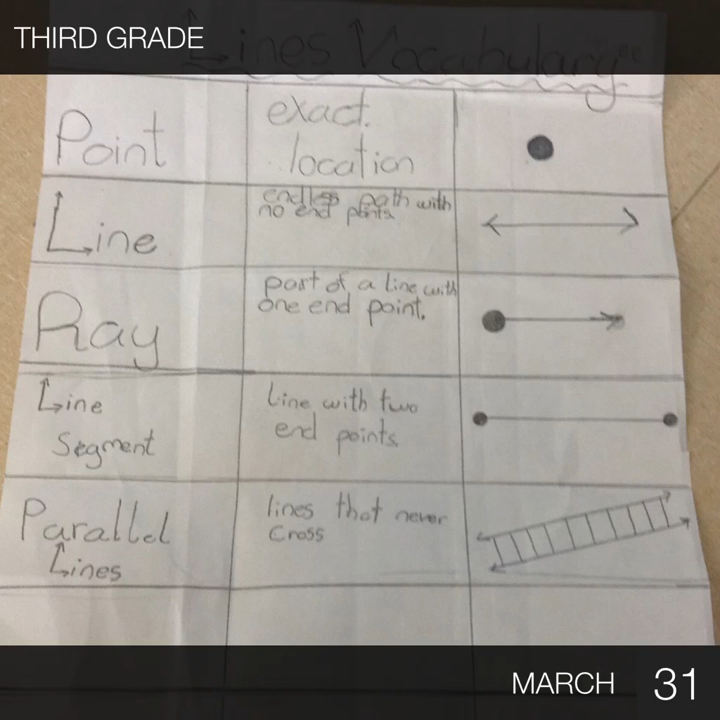 THIRD GRADE
Lines Vocabulary
Point
exact
location
Line
endless path with
no end points
Ray
part of a line with
one end point.
Line
Segment
Line with two
end points
Parallel
Lines
lines that never
cross
MARCH 31